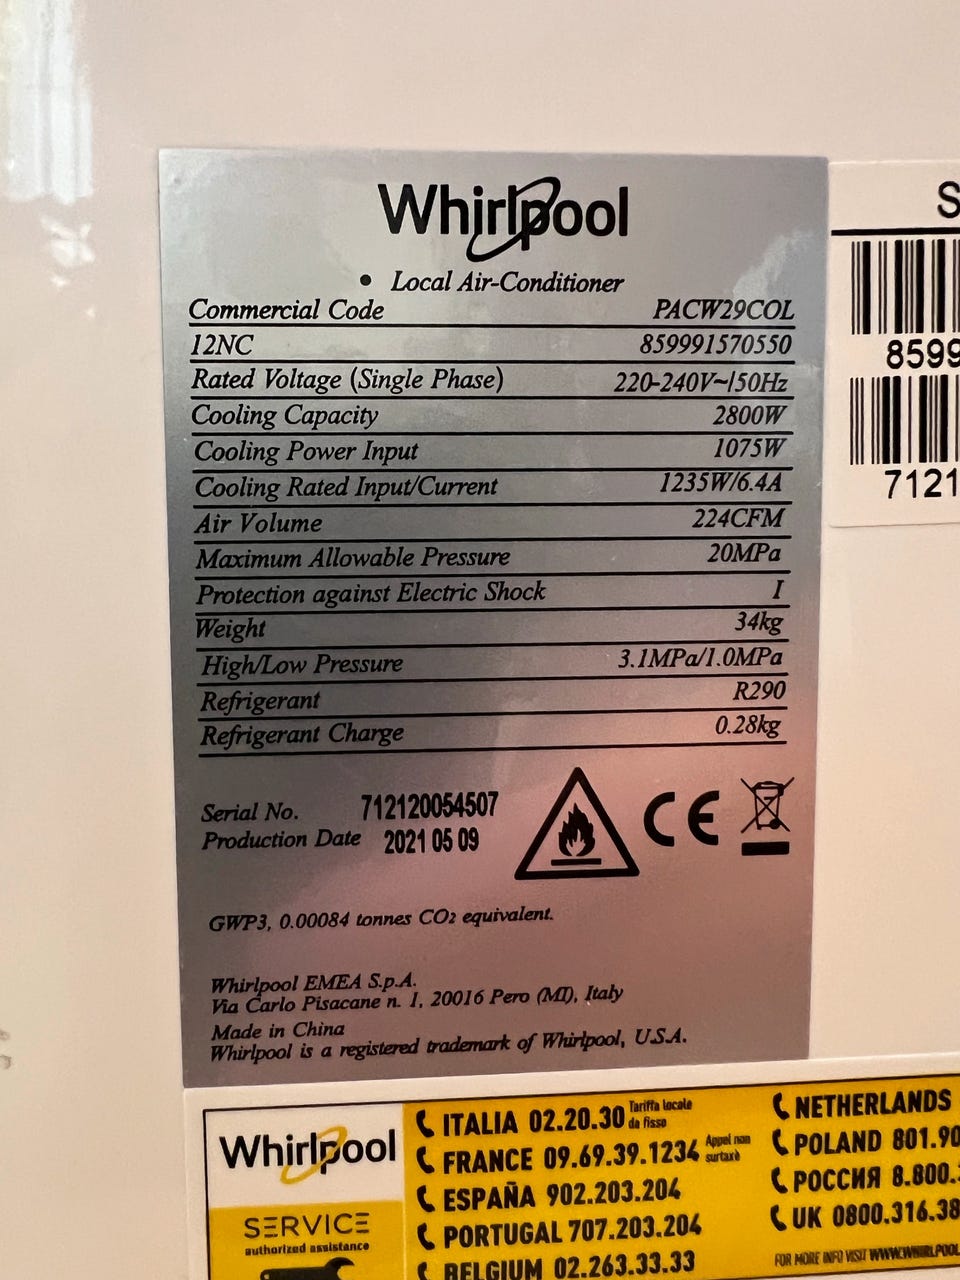 Whirlpool
• Local Air-Conditioner
Commercial Code PACW29COL
12NC 859991570550
Rated Voltage (Single Phase) 220-240V~/50Hz
Cooling Capacity 2800W
Cooling Power Input 1075W
Cooling Rated Input/Current 1235W/6.4A
Air Volume 224CFM
Maximum Allowable Pressure 20MPa
Protection against Electric Shock I
Weight 34kg
High/Low Pressure 3.1MPa/1.0MPa
Refrigerant R290
Refrigerant Charge 0.28kg
Serial No. 712120054507
Production Date 2021 05 09
CE
GWP3, 0.00084 tonnes CO2 equivalent.
Whirlpool EMEA S.p.A.
Via Carlo Pisacane n. 1, 20016 Pero (MI), Italy
Made in China
Whirlpool is a registered trademark of Whirlpool, U.S.A.
S
8599
7121
Whirlpool
SERVICE
authorized assistance
ITALIA 02.20.30 Tariffa locale da fisso
FRANCE 09.69.39.1234 Appel non surtaxé
ESPAÑA 902.203.204
PORTUGAL 707.203.204
BELGIUM 02.263.33.33
NETHERLANDS
POLAND 801.90
РОССИЯ 8.800.
UK 0800.316.38
FOR MORE INFO VISIT WWW.WHIRLPOOL